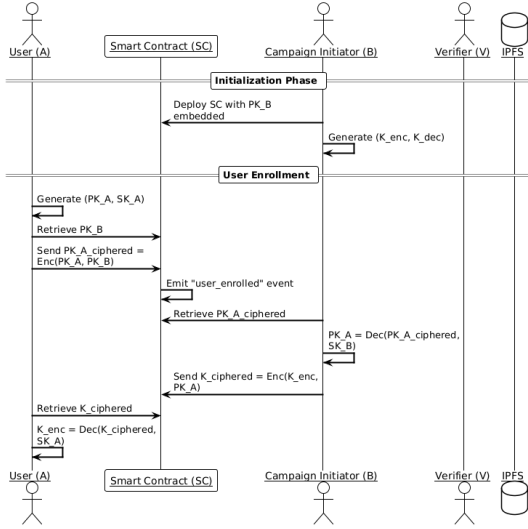 User (A)
Smart Contract (SC)
Campaign Initiator (B)
Verifier (V)
IPFS
Initialization Phase
Deploy SC with PK_B
embedded
Generate (K_enc, K_dec)
User Enrollment
Generate (PK_A, SK_A)
Retrieve PK_B
Send PK_A_ciphered =
Enc(PK_A, PK_B)
Emit "user_enrolled" event
Retrieve PK_A_ciphered
PK_A = Dec(PK_A_ciphered,
SK_B)
Send K_ciphered = Enc(K_enc,
PK_A)
Retrieve K_ciphered
K_enc = Dec(K_ciphered,
SK_A)
User (A)
Smart Contract (SC)
Campaign Initiator (B)
Verifier (V)
IPFS